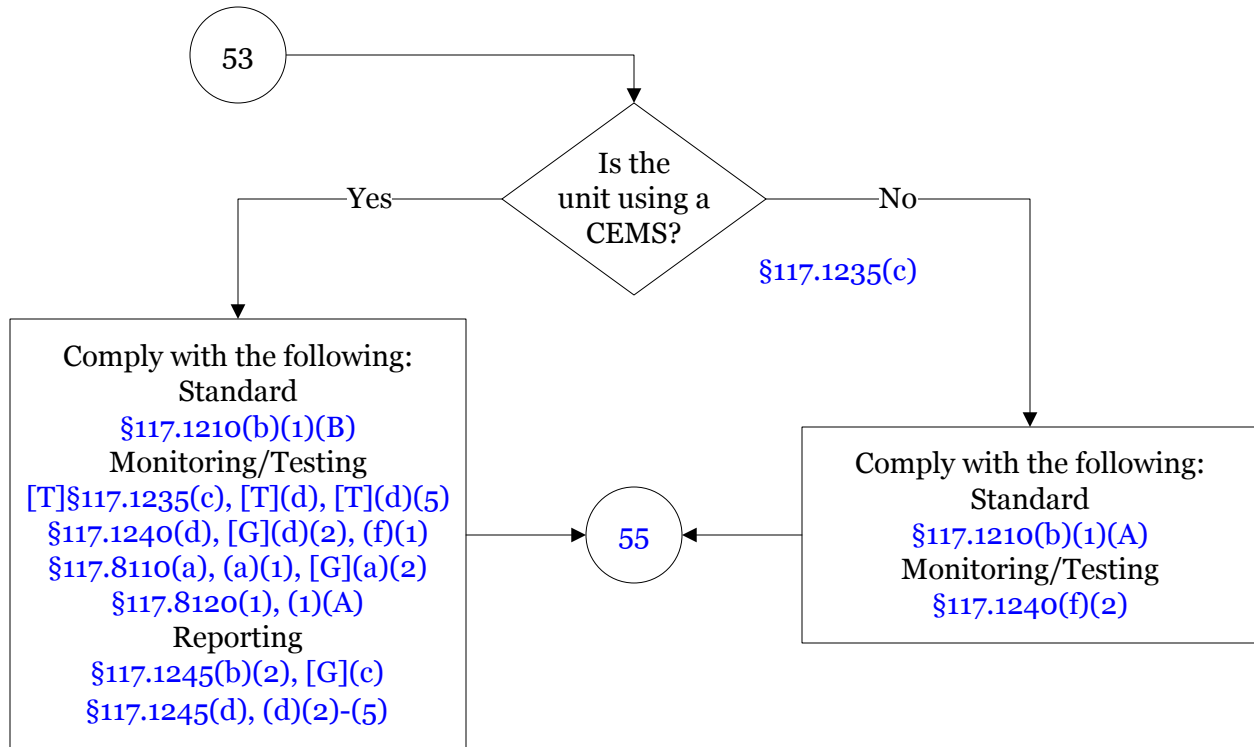 53
Is the
unit using a
CEMS?
Yes
No
§117.1235(c)
Comply with the following:
Standard
§117.1210(b)(1)(B)
Monitoring/Testing
[T]§117.1235(c), [T](d), [T](d)(5)
§117.1240(d), [G](d)(2), (f)(1)
§117.8110(a), (a)(1), [G](a)(2)
§117.8120(1), (1)(A)
Reporting
§117.1245(b)(2), [G](c)
§117.1245(d), (d)(2)-(5)
55
Comply with the following:
Standard
§117.1210(b)(1)(A)
Monitoring/Testing
§117.1240(f)(2)